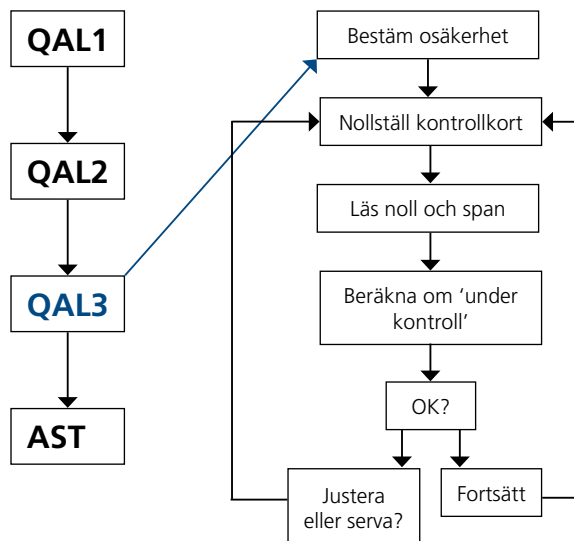 QAL1
QAL2
QAL3
AST
Bestäm osäkerhet
Nollställ kontrollkort
Läs noll och span
Beräkna om ‘under
kontroll’
OK?
Justera
eller serva?
Fortsätt